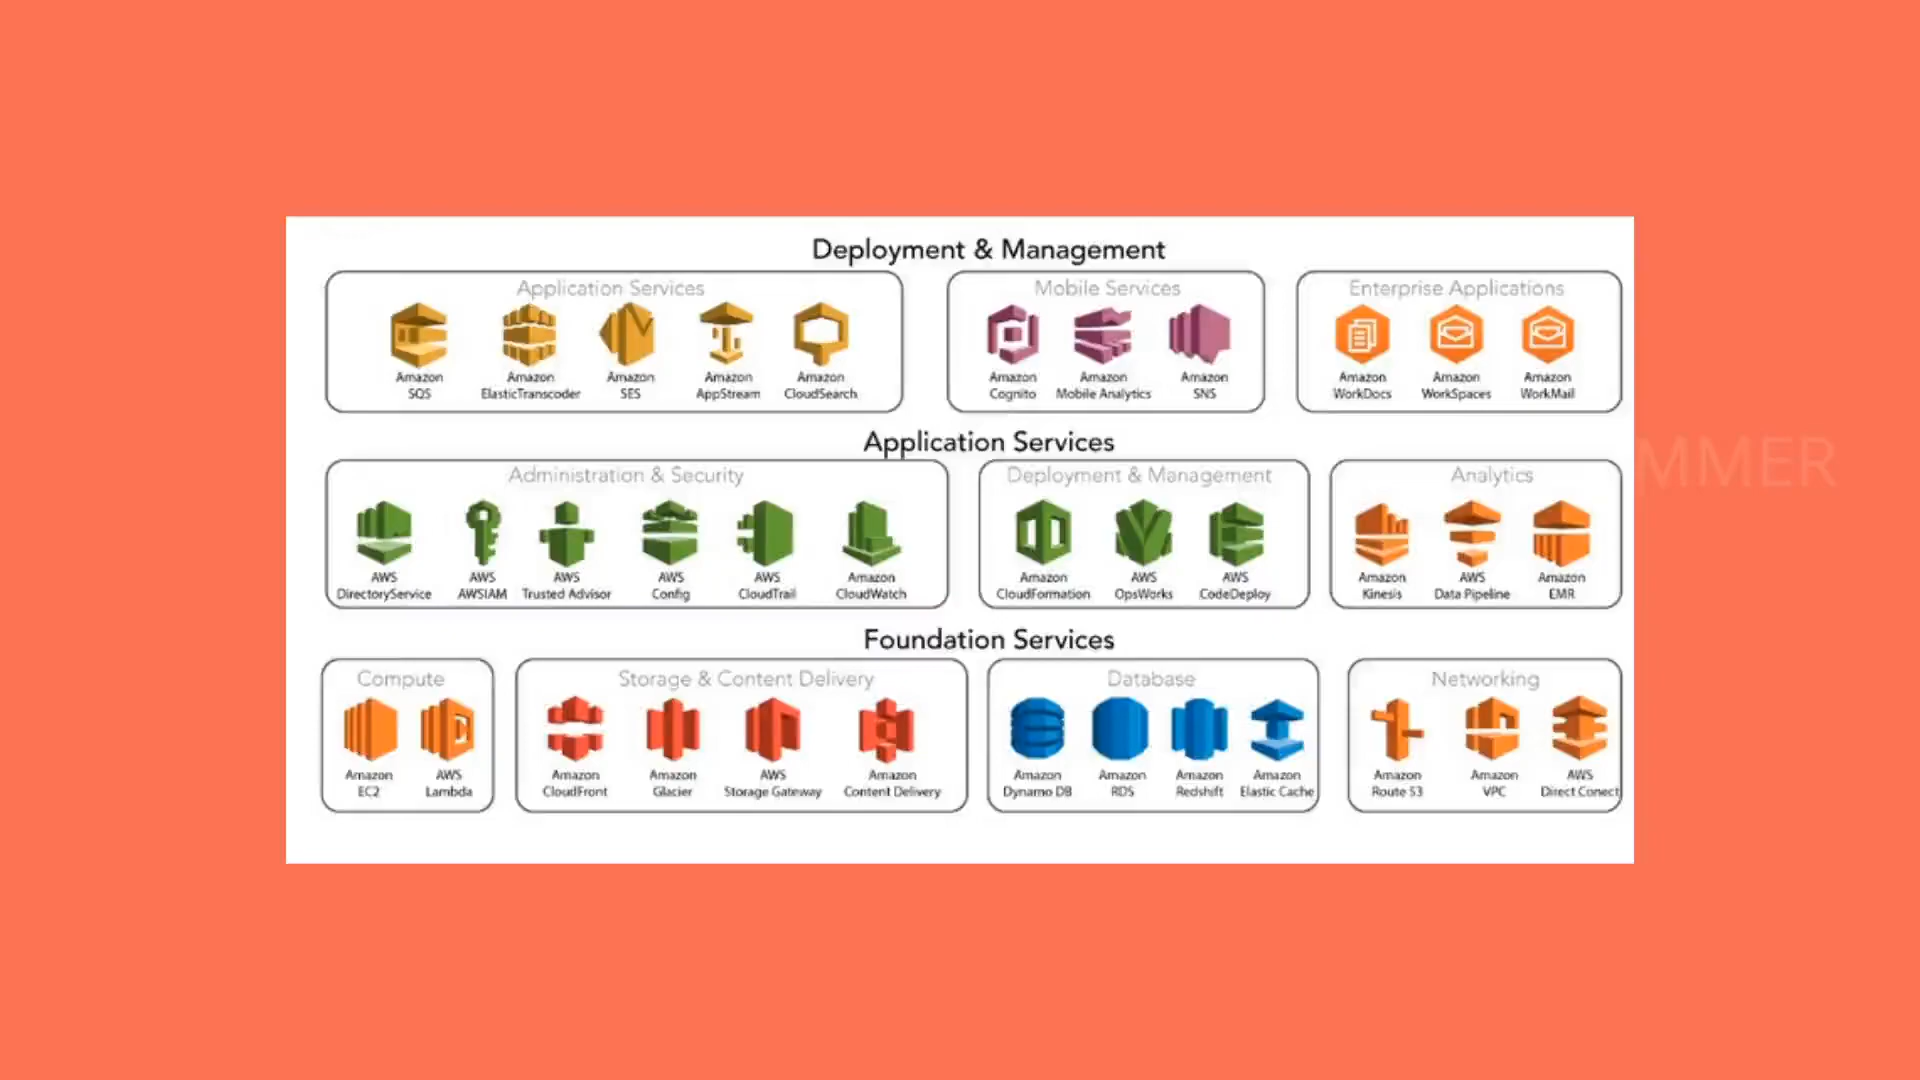 Deployment & Management
Application Services
Mobile Services
Enterprise Applications
Amazon SQS
Amazon ElasticTranscoder
Amazon SES
Amazon AppStream
Amazon CloudSearch
Amazon Cognito
Amazon Mobile Analytics
Amazon SNS
Amazon WorkDocs
Amazon WorkSpaces
Amazon WorkMail
Application Services
MMER
Administration & Security
Deployment & Management
Analytics
AWS DirectoryService
AWS AWSIAM
AWS Trusted Advisor
AWS Config
AWS CloudTrail
Amazon CloudWatch
Amazon CloudFormation
AWS OpsWorks
AWS CodeDeploy
Amazon Kinesis
AWS Data Pipeline
Amazon EMR
Foundation Services
Compute
Storage & Content Delivery
Database
Networking
Amazon EC2
AWS Lambda
Amazon CloudFront
Amazon Glacier
AWS Storage Gateway
Amazon Content Delivery
Amazon Dynamo DB
Amazon RDS
Amazon Redshift
Amazon Elastic Cache
Amazon Route 53
Amazon VPC
AWS Direct Conect